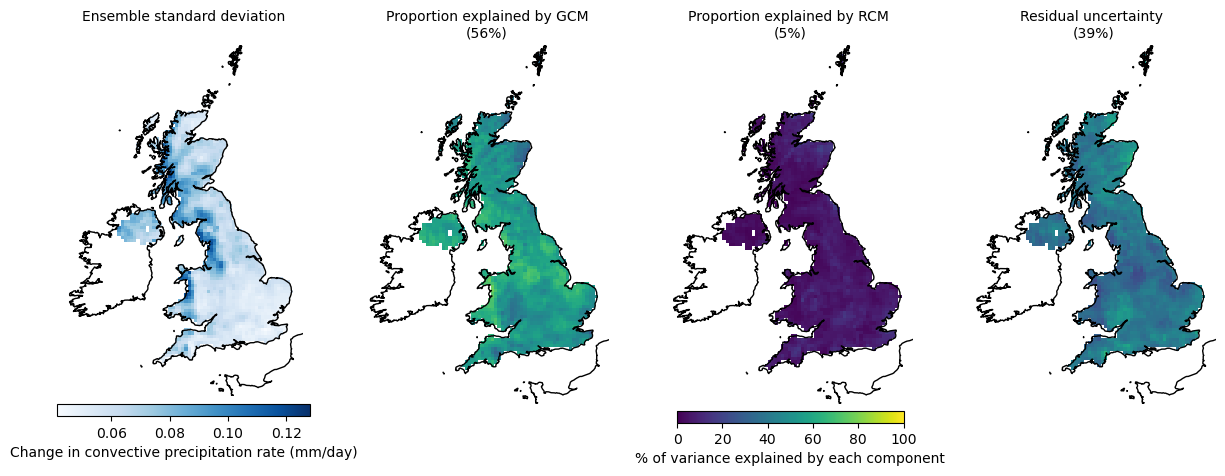 Ensemble standard deviation
Proportion explained by GCM
(56%)
Proportion explained by RCM
(5%)
Residual uncertainty
(39%)
0.06 0.08 0.10 0.12
Change in convective precipitation rate (mm/day)
0 20 40 60 80 100
% of variance explained by each component